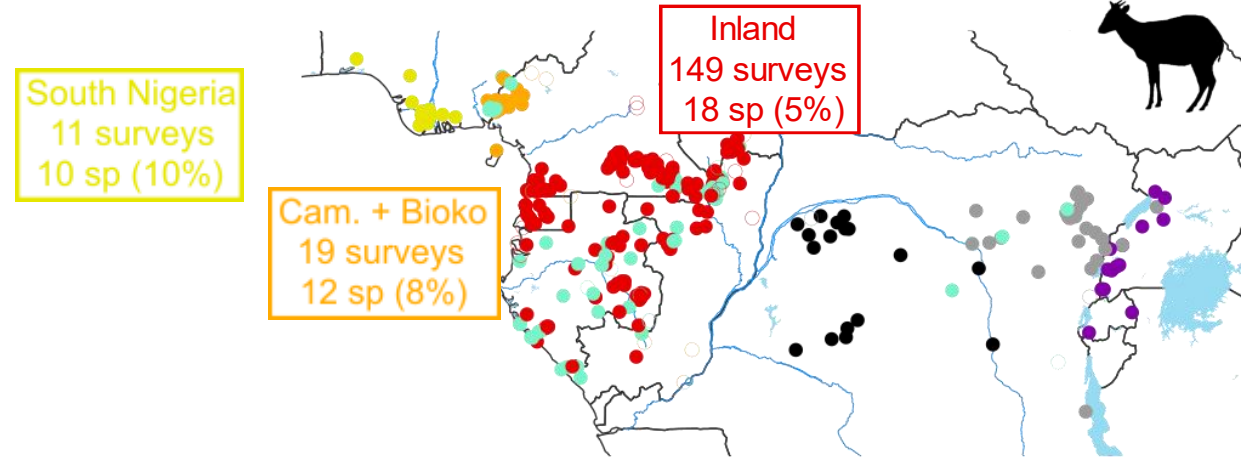 Inland
149 surveys
18 sp (5%)
South Nigeria
11 surveys
10 sp (10%)
Cam. + Bioko
19 surveys
12 sp (8%)